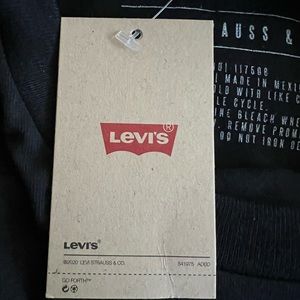 AUSS &
117508
MADE IN MEXICO
LD WITH LIKE C
LE CYCLE.
NE BLEACH WHE
. REMOVE PROM
NOT IRON DE
LEVI'S®
LEVI'S®
©2020 LEVI STRAUSS & CO.
GO FORTH™